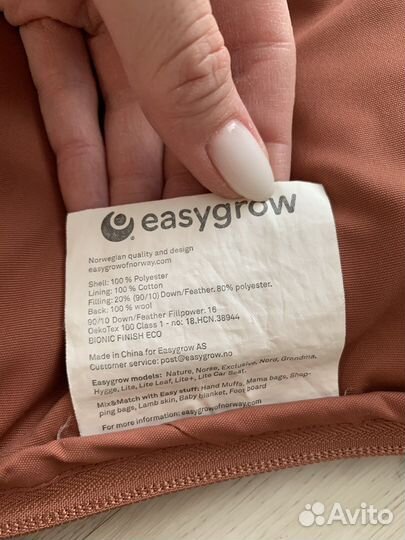 easygrow
Norwegian quality and design
easygrowofnorway.com
Shell: 100 % Polyester
Lining: 100 % Cotton
Filling: 20% (90/10) Down/Feather. 80% polyester.
Back: 100 % wool
90/10 Down/Feather Fillpower: 16
OekoTex 100 Class 1 - no: 18.HCN.38944
BIONIC FINISH ECO
Made in China for Easygrow AS
Customer service: post@easygrow.no
Easygrow models: Nature, Norse, Exclusive, Nord, Grandma,
Hygge, Lite, Lite Leaf, Lite+, Lite Car Seat.
Mix&Match with Easy stuff: Hand Muffs, Mama bags, Shop-
ping bags, Lamb skin, Baby blanket, Foot board
For more information: easygrowofnorway.com
Avito